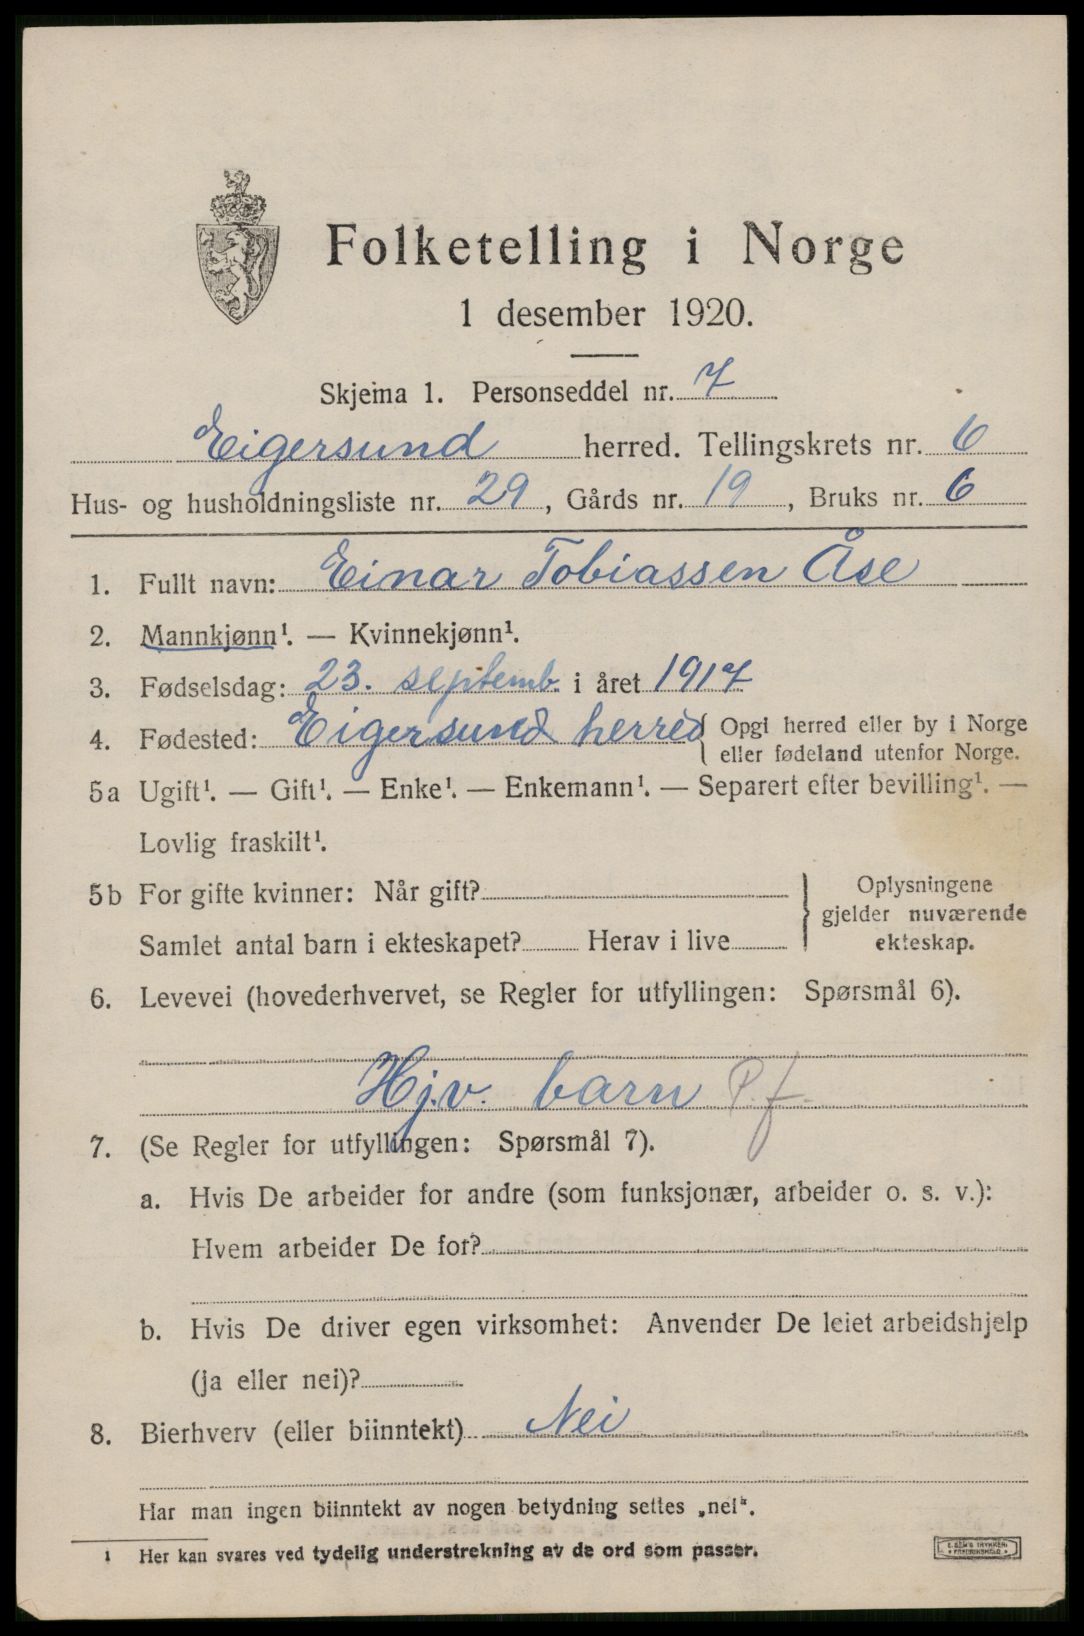 Folketelling i Norge
1 desember 1920.
Skjema 1. Personseddel nr. 7
Eigersund herred. Tellingskrets nr. 6
Hus- og husholdningsliste nr. 29, Gårds nr. 19, Bruks nr. 6
1. Fullt navn: Einar Tobiassen Åse
2. Mannkjønn¹. — Kvinnekjønn¹.
3. Fødselsdag: 23. septemb. i året 1917
4. Fødested: Eigersund herred { Opgi herred eller by i Norge
eller fødeland utenfor Norge.
5a Ugift¹. — Gift¹. — Enke¹. — Enkemann¹. — Separert efter bevilling¹. —
Lovlig fraskilt¹.
5b For gifte kvinner: Når gift?
Samlet antal barn i ekteskapet? Herav i live
} Oplysningene
gjelder nuværende
ekteskap.
6. Levevei (hovederhvervet, se Regler for utfyllingen: Spørsmål 6).
Hj.v. barn P.f.
7. (Se Regler for utfyllingen: Spørsmål 7).
a. Hvis De arbeider for andre (som funksjonær, arbeider o. s. v.):
Hvem arbeider De for?
b. Hvis De driver egen virksomhet: Anvender De leiet arbeidshjelp
(ja eller nei)?
8. Bierhverv (eller biinntekt) Nei
Har man ingen biinntekt av nogen betydning settes „nei“.
¹ Her kan svares ved tydelig understrekning av de ord som passer.